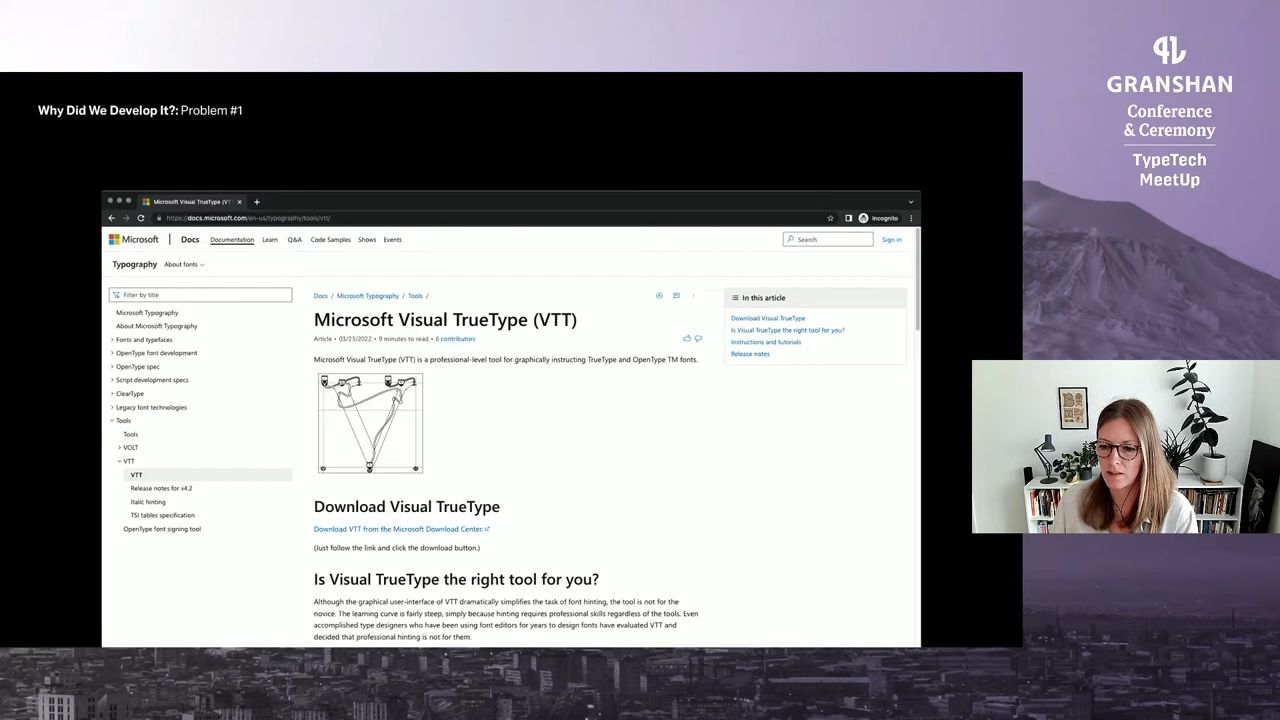 Why Did We Develop It?: Problem #1
GRANSHAN
Conference
& Ceremony
TypeTech
MeetUp
Microsoft Visual TrueType (VT
https://docs.microsoft.com/en-us/typography/tools/vtt/
Incognito
Microsoft
Docs
Documentation
Learn
Q&A
Code Samples
Shows
Events
Search
Sign in
Typography
About fonts
Filter by title
Microsoft Typography
About Microsoft Typography
Fonts and typefaces
OpenType font development
OpenType spec
Script development specs
ClearType
Legacy font technologies
Tools
Tools
VOLT
VTT
VTT
Release notes for v4.2
Italic hinting
TSI tables specification
OpenType font signing tool
Docs / Microsoft Typography / Tools /
Microsoft Visual TrueType (VTT)
Article • 03/23/2022 • 9 minutes to read • 6 contributors
Microsoft Visual TrueType (VTT) is a professional-level tool for graphically instructing TrueType and OpenType TM fonts.
Download Visual TrueType
Download VTT from the Microsoft Download Center.
(Just follow the link and click the download button.)
Is Visual TrueType the right tool for you?
Although the graphical user-interface of VTT dramatically simplifies the task of font hinting, the tool is not for the
novice. The learning curve is fairly steep, simply because hinting requires professional skills regardless of the tools. Even
accomplished type designers who have been using font editors for years to design fonts have evaluated VTT and
decided that professional hinting is not for them.
In this article
Download Visual TrueType
Is Visual TrueType the right tool for you?
Instructions and tutorials
Release notes